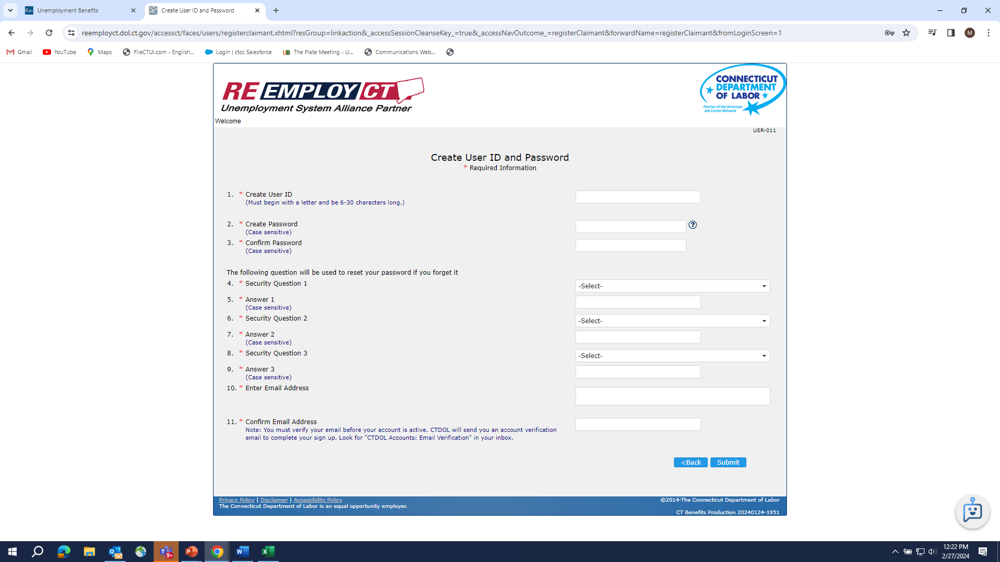 Unemployment Benefits
Create User ID and Password
reemployct.dol.ct.gov/accessct/faces/users/registerclaimant.xhtml?resGroup=linkaction&_accessSessionCleanseKey_=true&_accessNavOutcome_=registerClaimant&forwardName=registerClaimant&fromLoginScreen=1
M
Gmail
YouTube
Maps
FileCTUI.com - English...
Login | ctcc Salesforce
UB The Plate Meeting - U...
Communications Web...
REEMPLOYCT
Unemployment System Alliance Partner
CONNECTICUT
DEPARTMENT
OF LABOR
Partner of the American
Job Center Network
Welcome
USR-011
Create User ID and Password
* Required Information
1. * Create User ID
(Must begin with a letter and be 6-30 characters long.)
2. * Create Password
?
(Case sensitive)
3. * Confirm Password
(Case sensitive)
The following question will be used to reset your password if you forget it
4. * Security Question 1
-Select-
5. * Answer 1
(Case sensitive)
6. * Security Question 2
-Select-
7. * Answer 2
(Case sensitive)
8. * Security Question 3
-Select-
9. * Answer 3
(Case sensitive)
10. * Enter Email Address
11. * Confirm Email Address
Note: You must verify your email before your account is active. CTDOL will send you an account verification
email to complete your sign up. Look for "CTDOL Accounts: Email Verification" in your inbox.
<Back
Submit
Privacy Policy | Disclaimer | Accessibility Policy
©2014-The Connecticut Department of Labor
The Connecticut Department of Labor is an equal opportunity employer.
CT Benefits Production 20240124-1951
9+
12:22 PM
2/27/2024